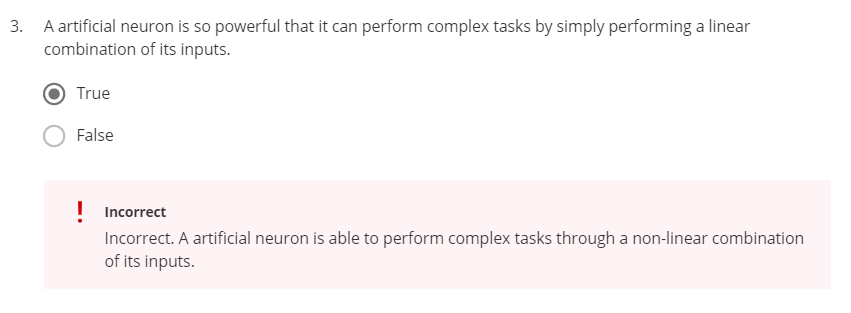 3. A artificial neuron is so powerful that it can perform complex tasks by simply performing a linear
combination of its inputs.
True
False
! Incorrect
Incorrect. A artificial neuron is able to perform complex tasks through a non-linear combination
of its inputs.